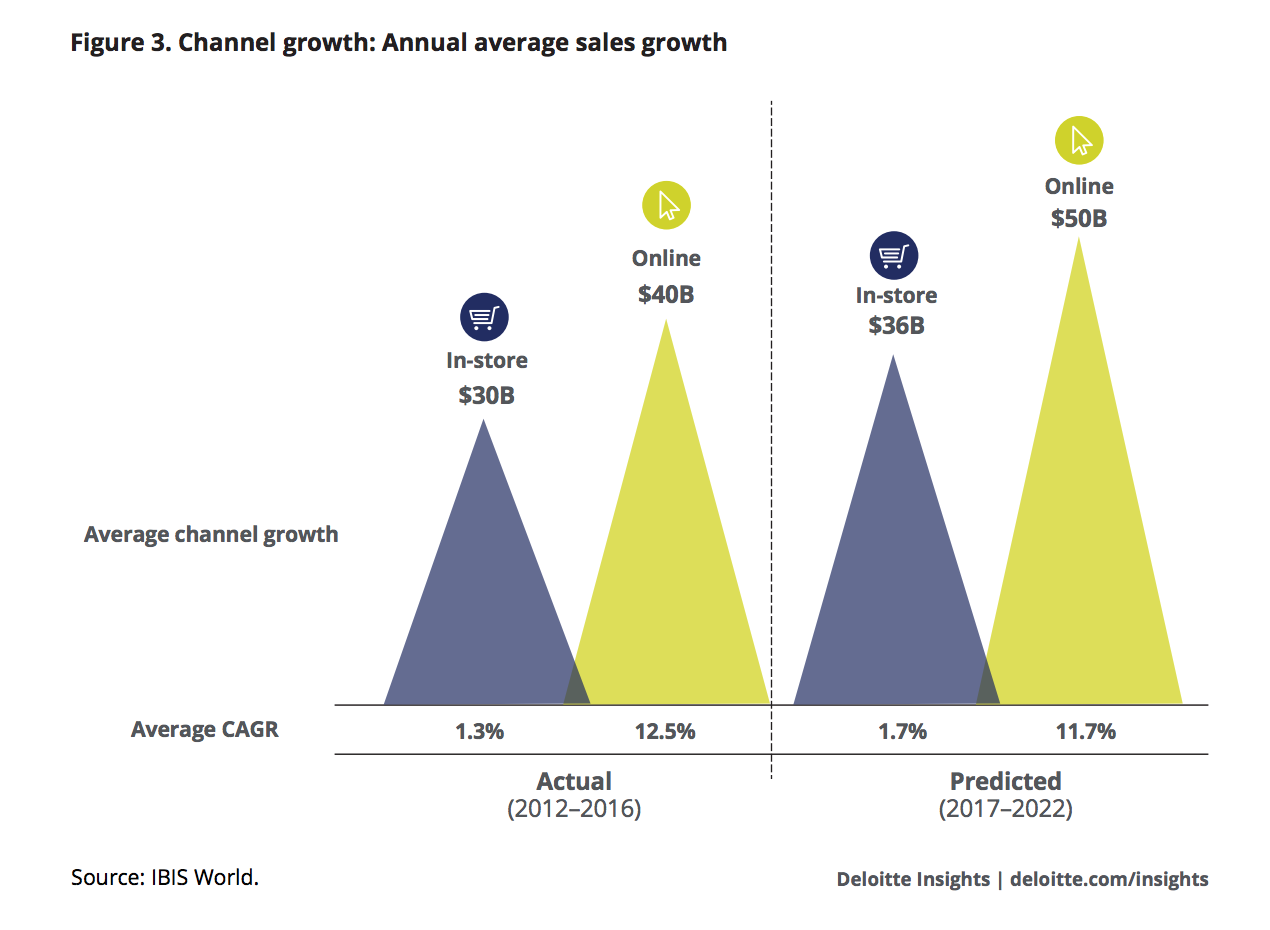 Figure 3. Channel growth: Annual average sales growth
Online
$50B
Online
$40B
In-store
$36B
In-store
$30B
Average channel growth
Average CAGR 1.3% 12.5% 1.7% 11.7%
Actual Predicted
(2012–2016) (2017–2022)
Source: IBIS World. Deloitte Insights | deloitte.com/insights